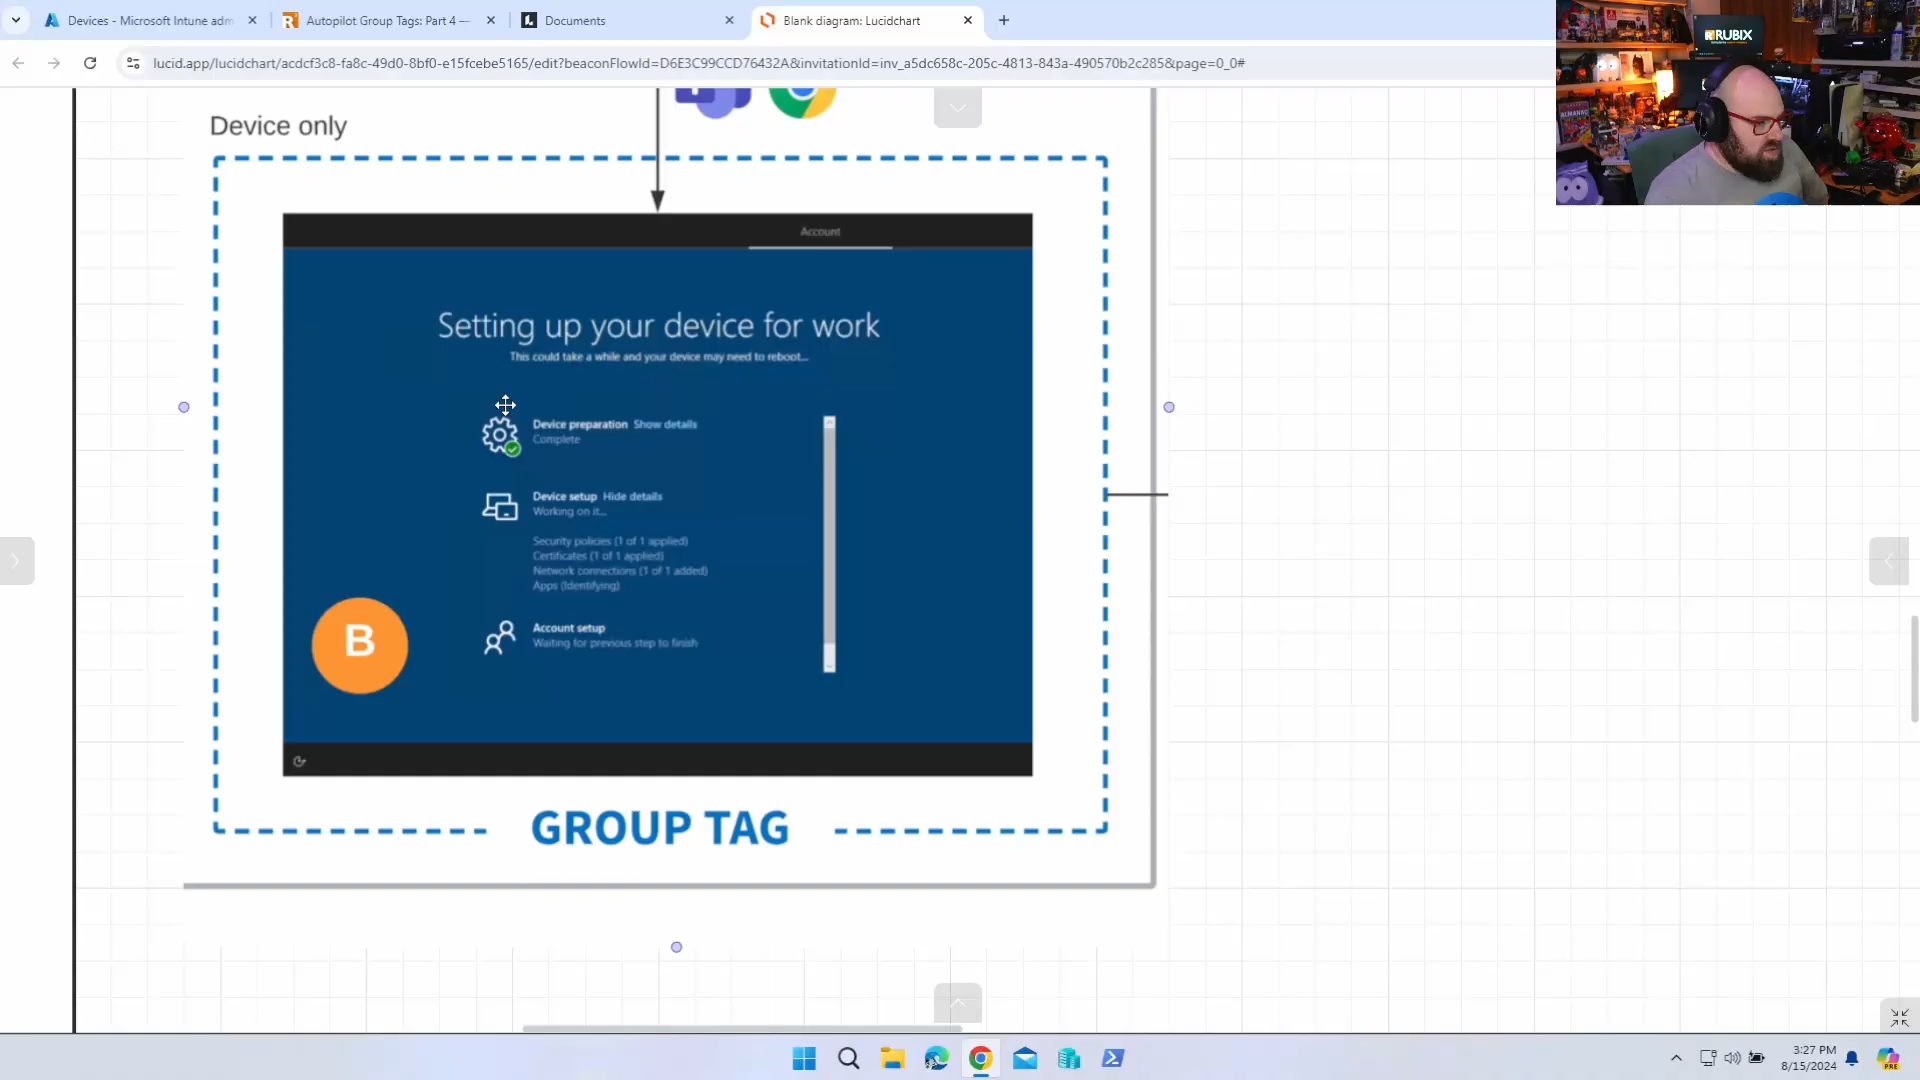 Devices - Microsoft Intune adm
Autopilot Group Tags: Part 4 —
Documents
Blank diagram: Lucidchart
lucid.app/lucidchart/acdcf3c8-fa8c-49d0-8bf0-e15fcebe5165/edit?beaconFlowId=D6E3C99CCD76432A&invitationId=inv_a5dc658c-205c-4813-843a-490570b2c285&page=0_0#
RUBIX
Device only
Account
Setting up your device for work
This could take a while and your device may need to reboot...
Device preparation Show details
Complete
Device setup Hide details
Working on it...
Security policies (1 of 1 applied)
Certificates (1 of 1 applied)
Network connections (1 of 1 added)
Apps (Identifying)
B
Account setup
Waiting for previous step to finish
GROUP TAG
3:27 PM
8/15/2024
PRE